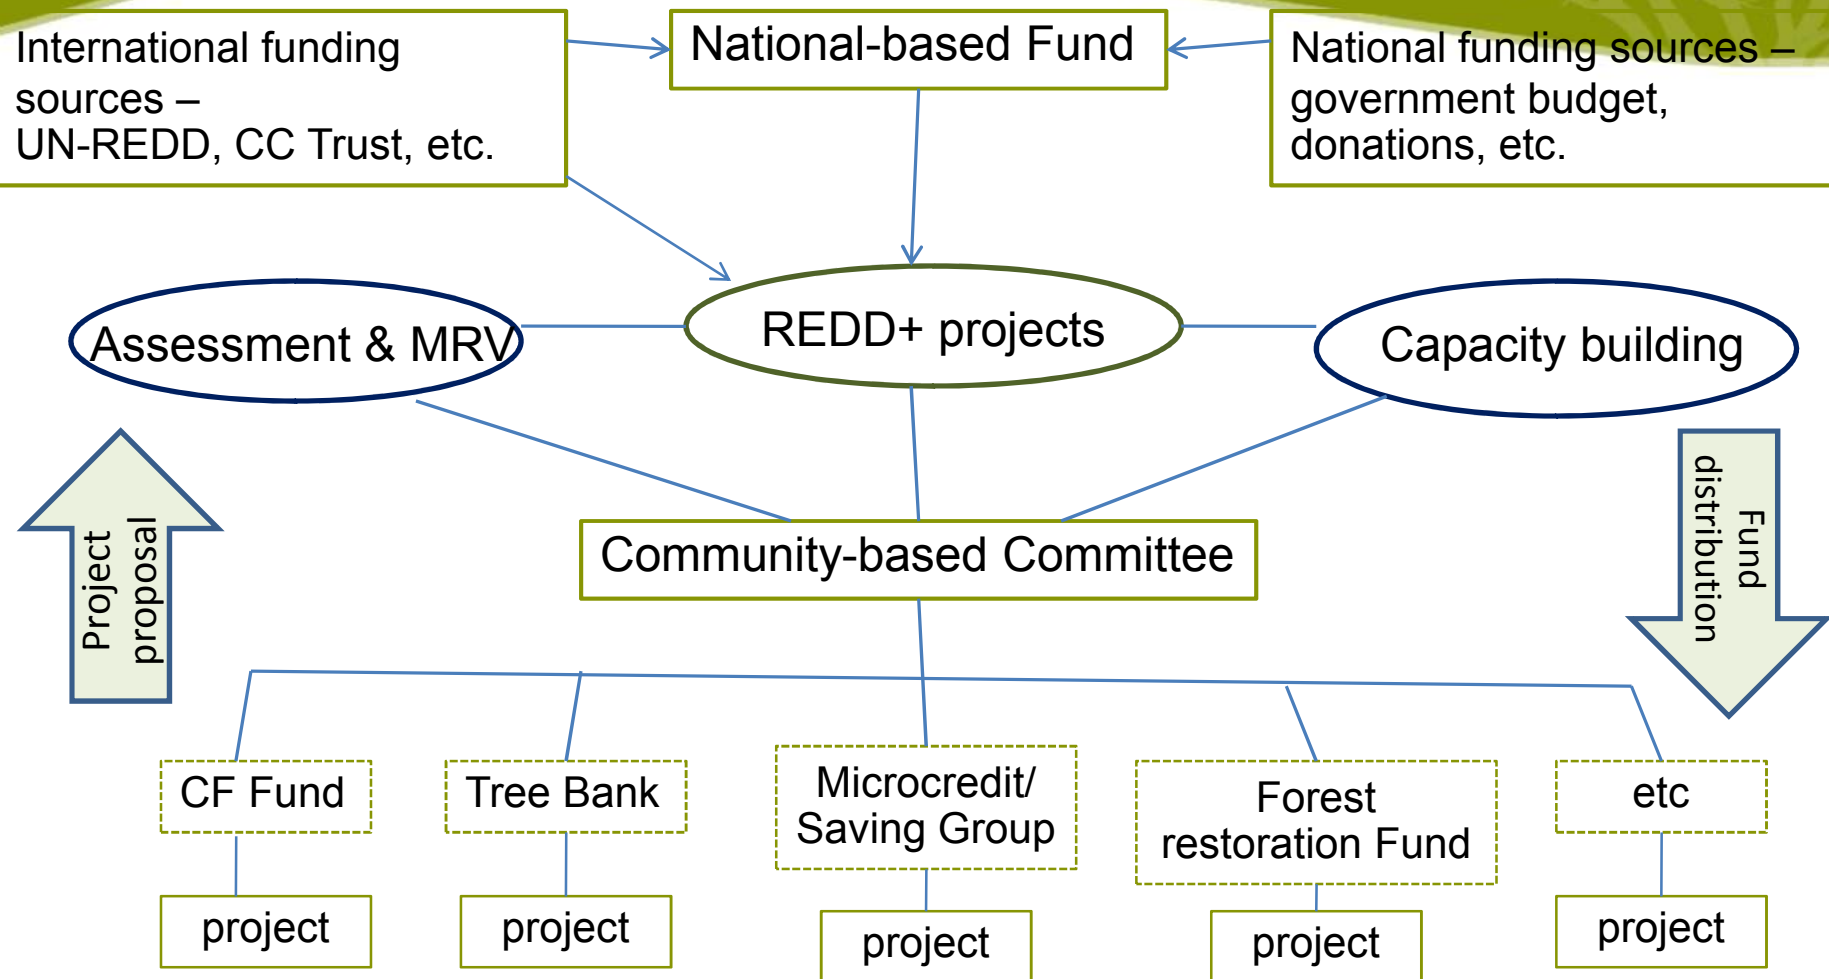 International funding
sources –
UN-REDD, CC Trust, etc.
National-based Fund
National funding sources –
government budget,
donations, etc.
Assessment & MRV
REDD+ projects
Capacity building
Project
proposal
Fund
distribution
Community-based Committee
CF Fund
Tree Bank
Microcredit/
Saving Group
Forest
restoration Fund
etc
project
project
project
project
project